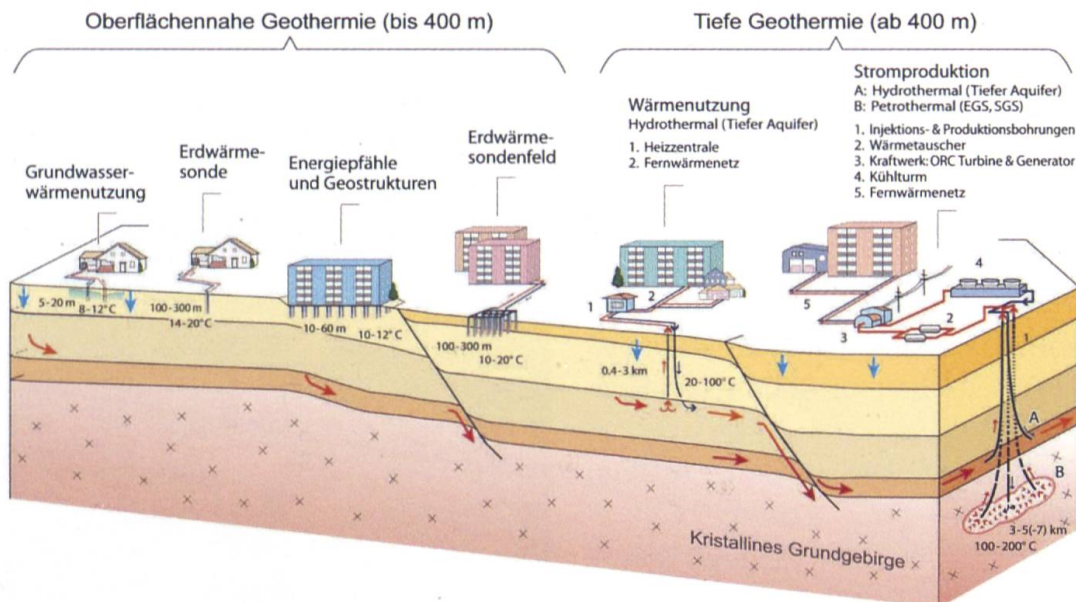 Oberflächennahe Geothermie (bis 400 m)
Tiefe Geothermie (ab 400 m)
Grundwasser-
wärmenutzung
Erdwärme-
sonde
Energiepfähle
und Geostrukturen
Erdwärme-
sondenfeld
Wärmenutzung
Hydrothermal (Tiefer Aquifer)
1. Heizzentrale
2. Fernwärmenetz
Stromproduktion
A: Hydrothermal (Tiefer Aquifer)
B: Petrothermal (EGS, SGS)
1. Injektions- & Produktionsbohrungen
2. Wärmetauscher
3. Kraftwerk: ORC Turbine & Generator
4. Kühlturm
5. Fernwärmenetz
5-20 m
8-12°C
100-300 m
14-20°C
10-60 m
10-12°C
100-300 m
10-20°C
1
2
0.4-3 km
20-100°C
5
3
2
4
1
A
B
3-5(-7) km
100-200°C
Kristallines Grundgebirge